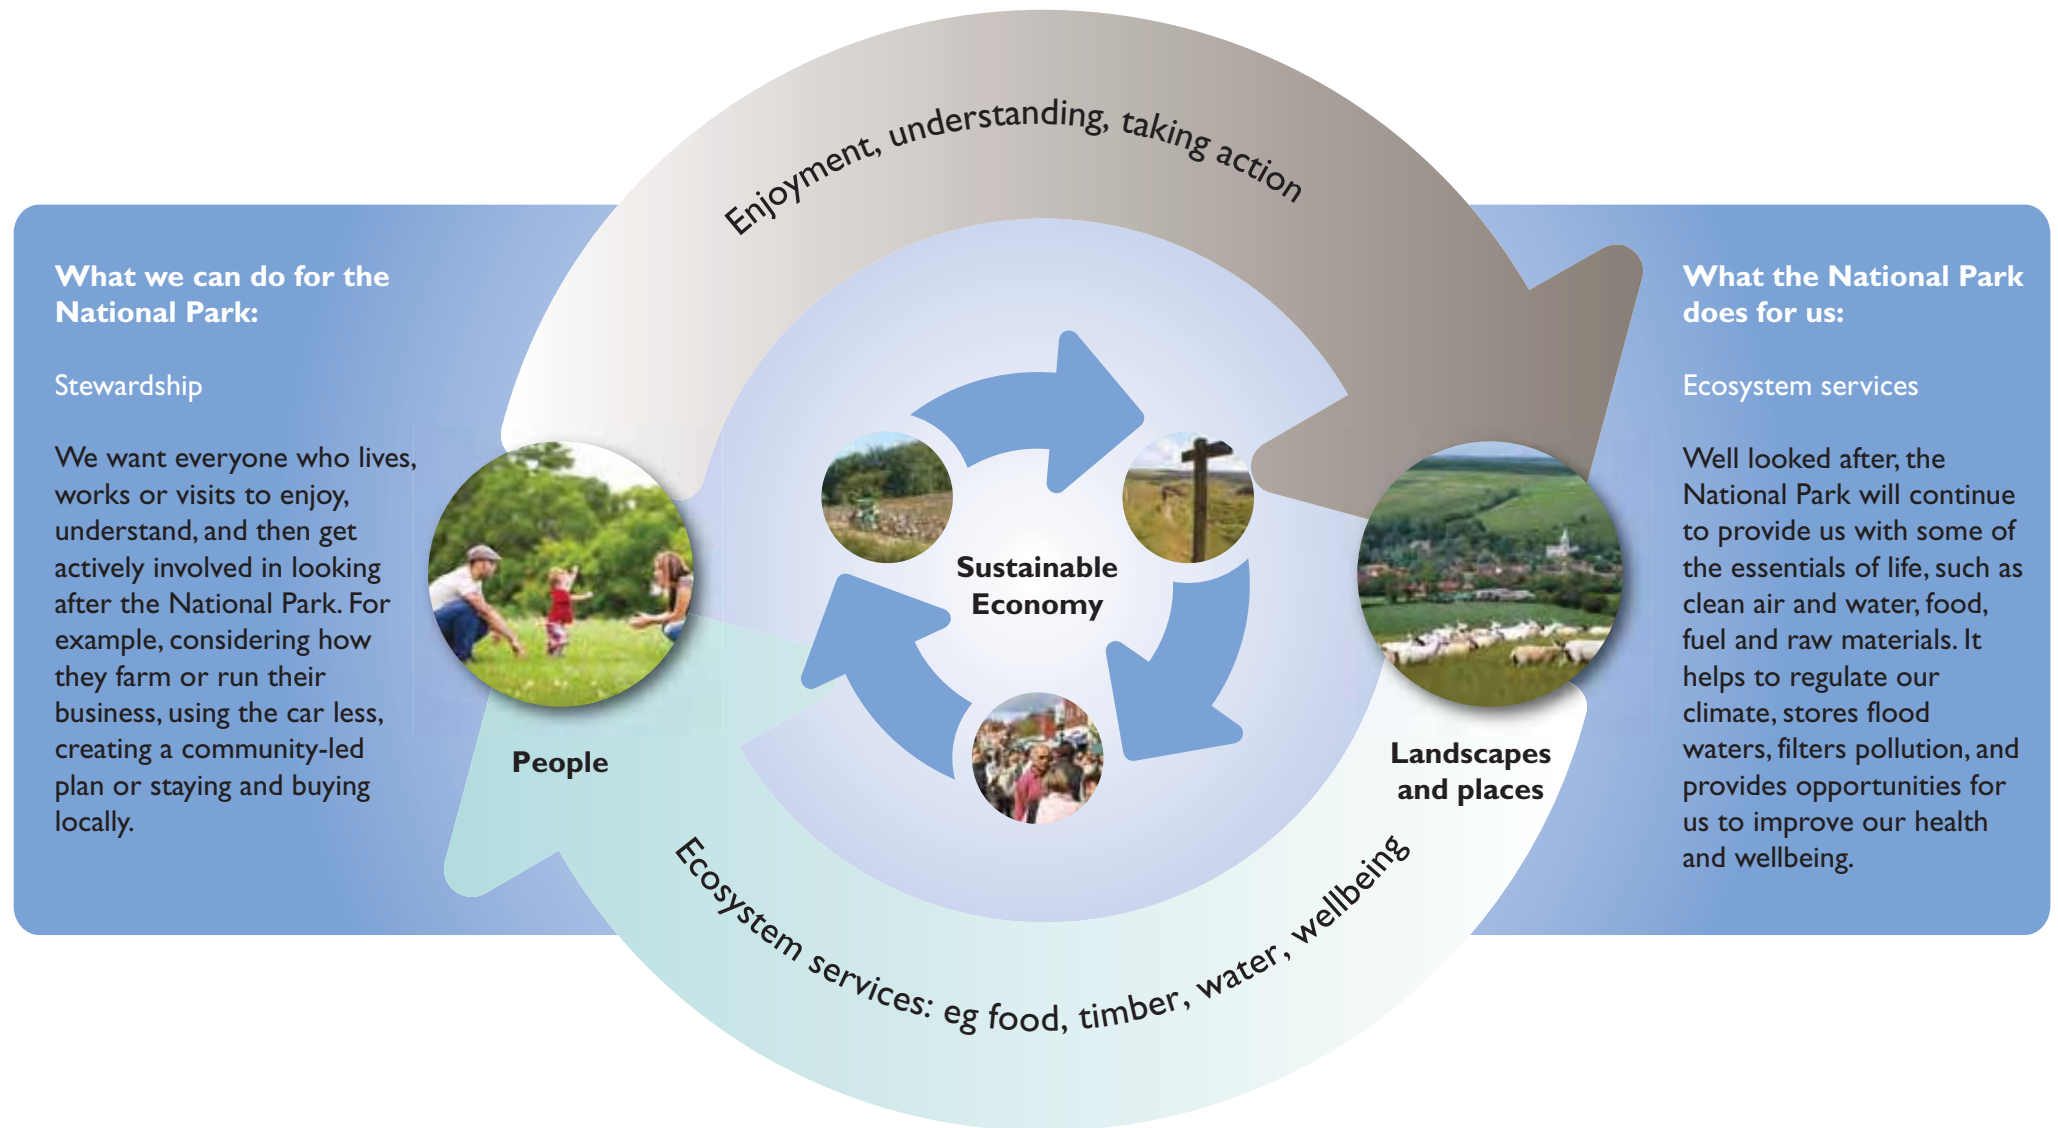 Enjoyment, understanding, taking action
What we can do for the
National Park:
Stewardship
We want everyone who lives,
works or visits to enjoy,
understand, and then get
actively involved in looking
after the National Park. For
example, considering how
they farm or run their
business, using the car less,
creating a community-led
plan or staying and buying
locally.
People
Sustainable
Economy
Landscapes
and places
Ecosystem services: eg food, timber, water, wellbeing
What the National Park
does for us:
Ecosystem services
Well looked after, the
National Park will continue
to provide us with some of
the essentials of life, such as
clean air and water, food,
fuel and raw materials. It
helps to regulate our
climate, stores flood
waters, filters pollution, and
provides opportunities for
us to improve our health
and wellbeing.